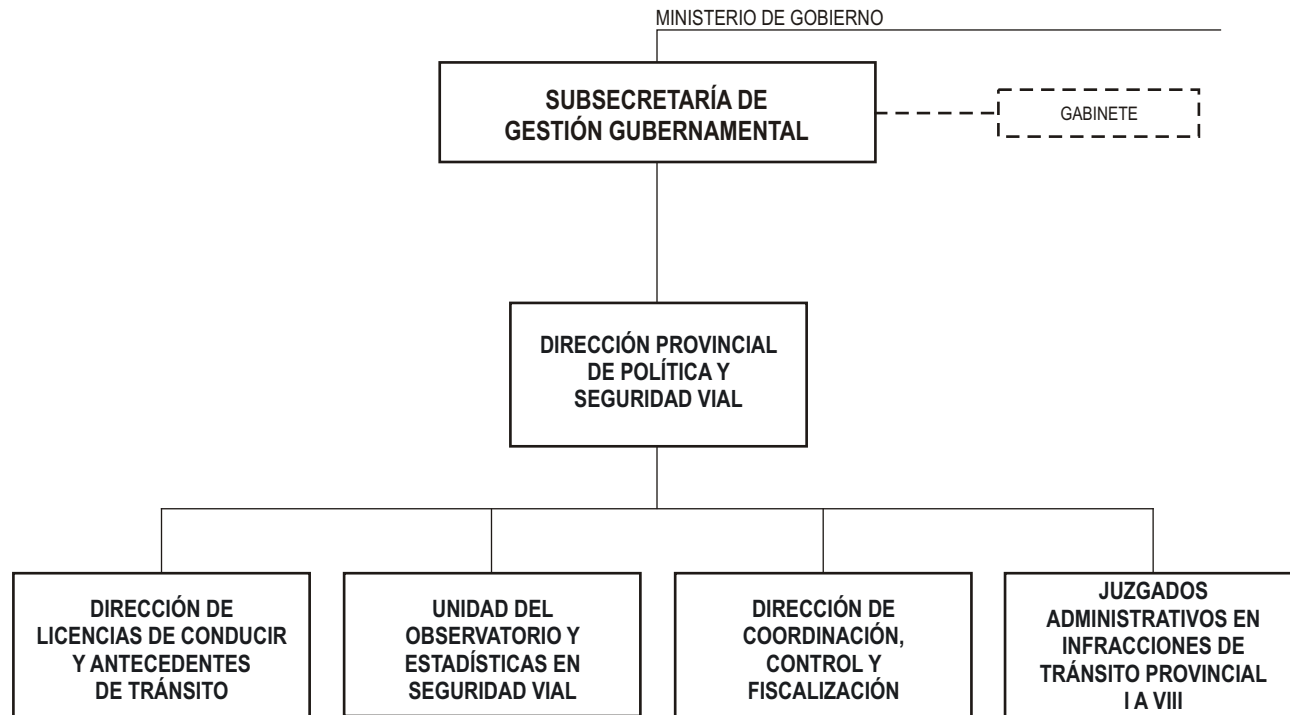 MINISTERIO DE GOBIERNO
SUBSECRETARÍA DE
GESTIÓN GUBERNAMENTAL
GABINETE
DIRECCIÓN PROVINCIAL
DE POLÍTICA Y
SEGURIDAD VIAL
DIRECCIÓN DE
LICENCIAS DE CONDUCIR
Y ANTECEDENTES
DE TRÁNSITO
UNIDAD DEL
OBSERVATORIO Y
ESTADÍSTICAS EN
SEGURIDAD VIAL
DIRECCIÓN DE
COORDINACIÓN,
CONTROL Y
FISCALIZACIÓN
JUZGADOS
ADMINISTRATIVOS EN
INFRACCIONES DE
TRÁNSITO PROVINCIAL
I A VIII